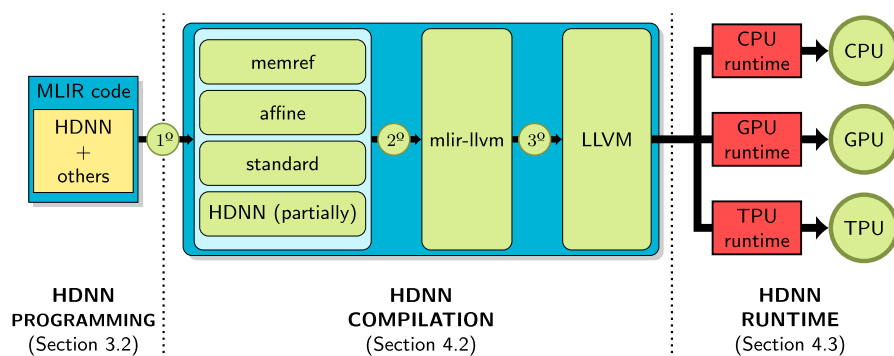 MLIR code
HDNN
+
others
1º
memref
affine
standard
HDNN (partially)
2º
mlir-llvm
3º
LLVM
CPU
runtime
CPU
GPU
runtime
GPU
TPU
runtime
TPU
HDNN
PROGRAMMING
(Section 3.2)
HDNN
COMPILATION
(Section 4.2)
HDNN
RUNTIME
(Section 4.3)